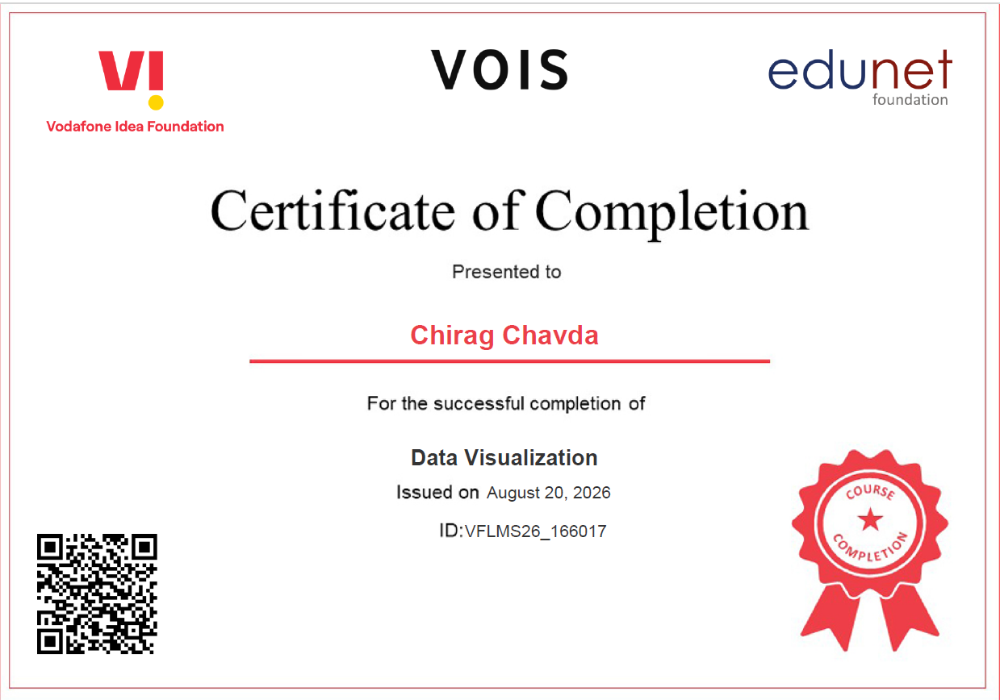 VI
Vodafone Idea Foundation
VOIS
edunet
foundation
Certificate of Completion
Presented to
Chirag Chavda
For the successful completion of
Data Visualization
Issued on August 20, 2026
ID:VFLMS26_166017
COURSE
COMPLETION